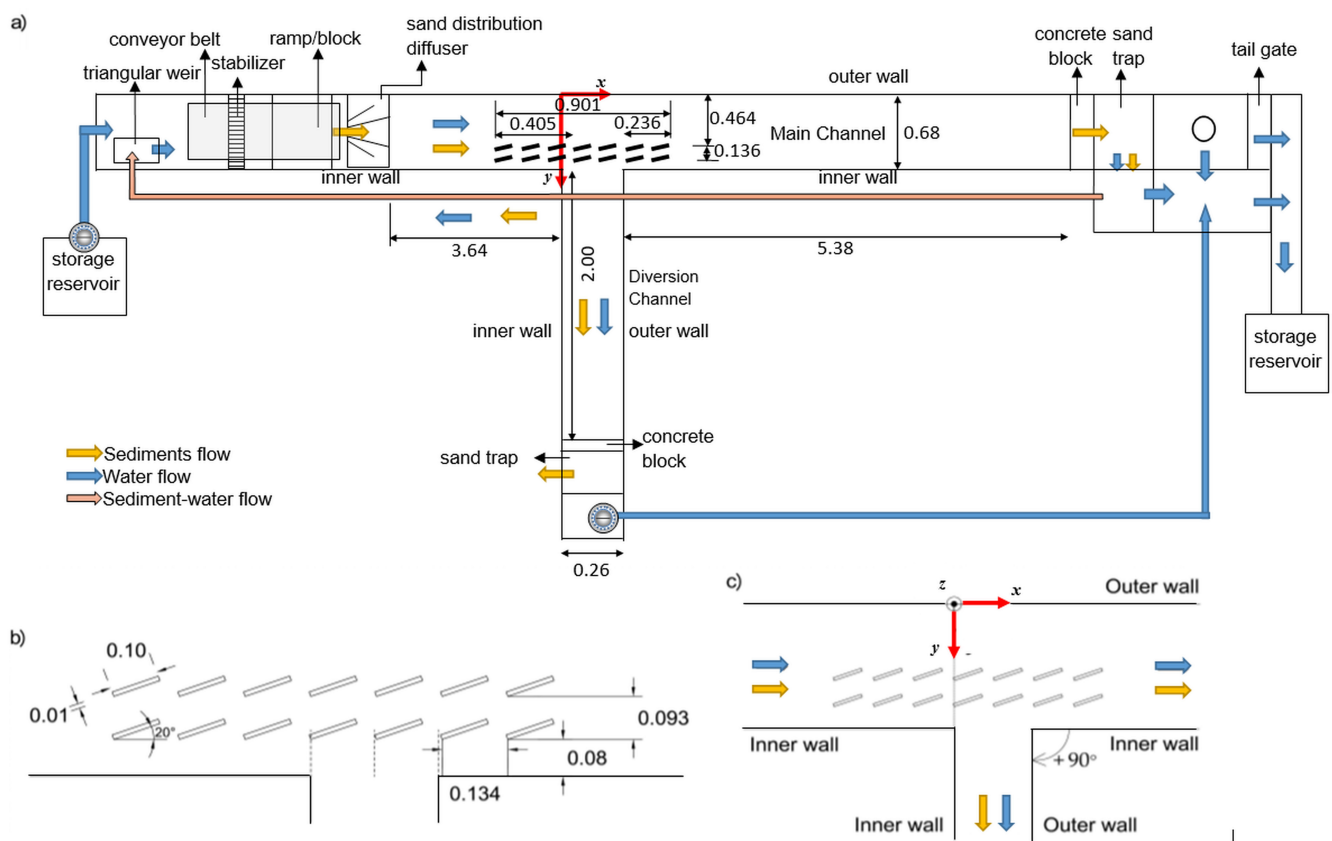 a)
sand distribution
diffuser
conveyor belt
ramp/block
triangular weir
stabilizer
concrete
block
sand
trap
tail gate
outer wall
x
0.901
0.405
0.236
0.464
Main Channel
0.68
0.136
inner wall
y
inner wall
3.64
5.38
2.00
storage
reservoir
Diversion
Channel
inner wall
outer wall
storage
reservoir
concrete
block
sand trap
Sediments flow
Water flow
Sediment-water flow
0.26
b)
0.10
0.01
20°
0.093
0.08
0.134
c)
z
x
Outer wall
y
Inner wall
Inner wall
+90°
Inner wall
Outer wall